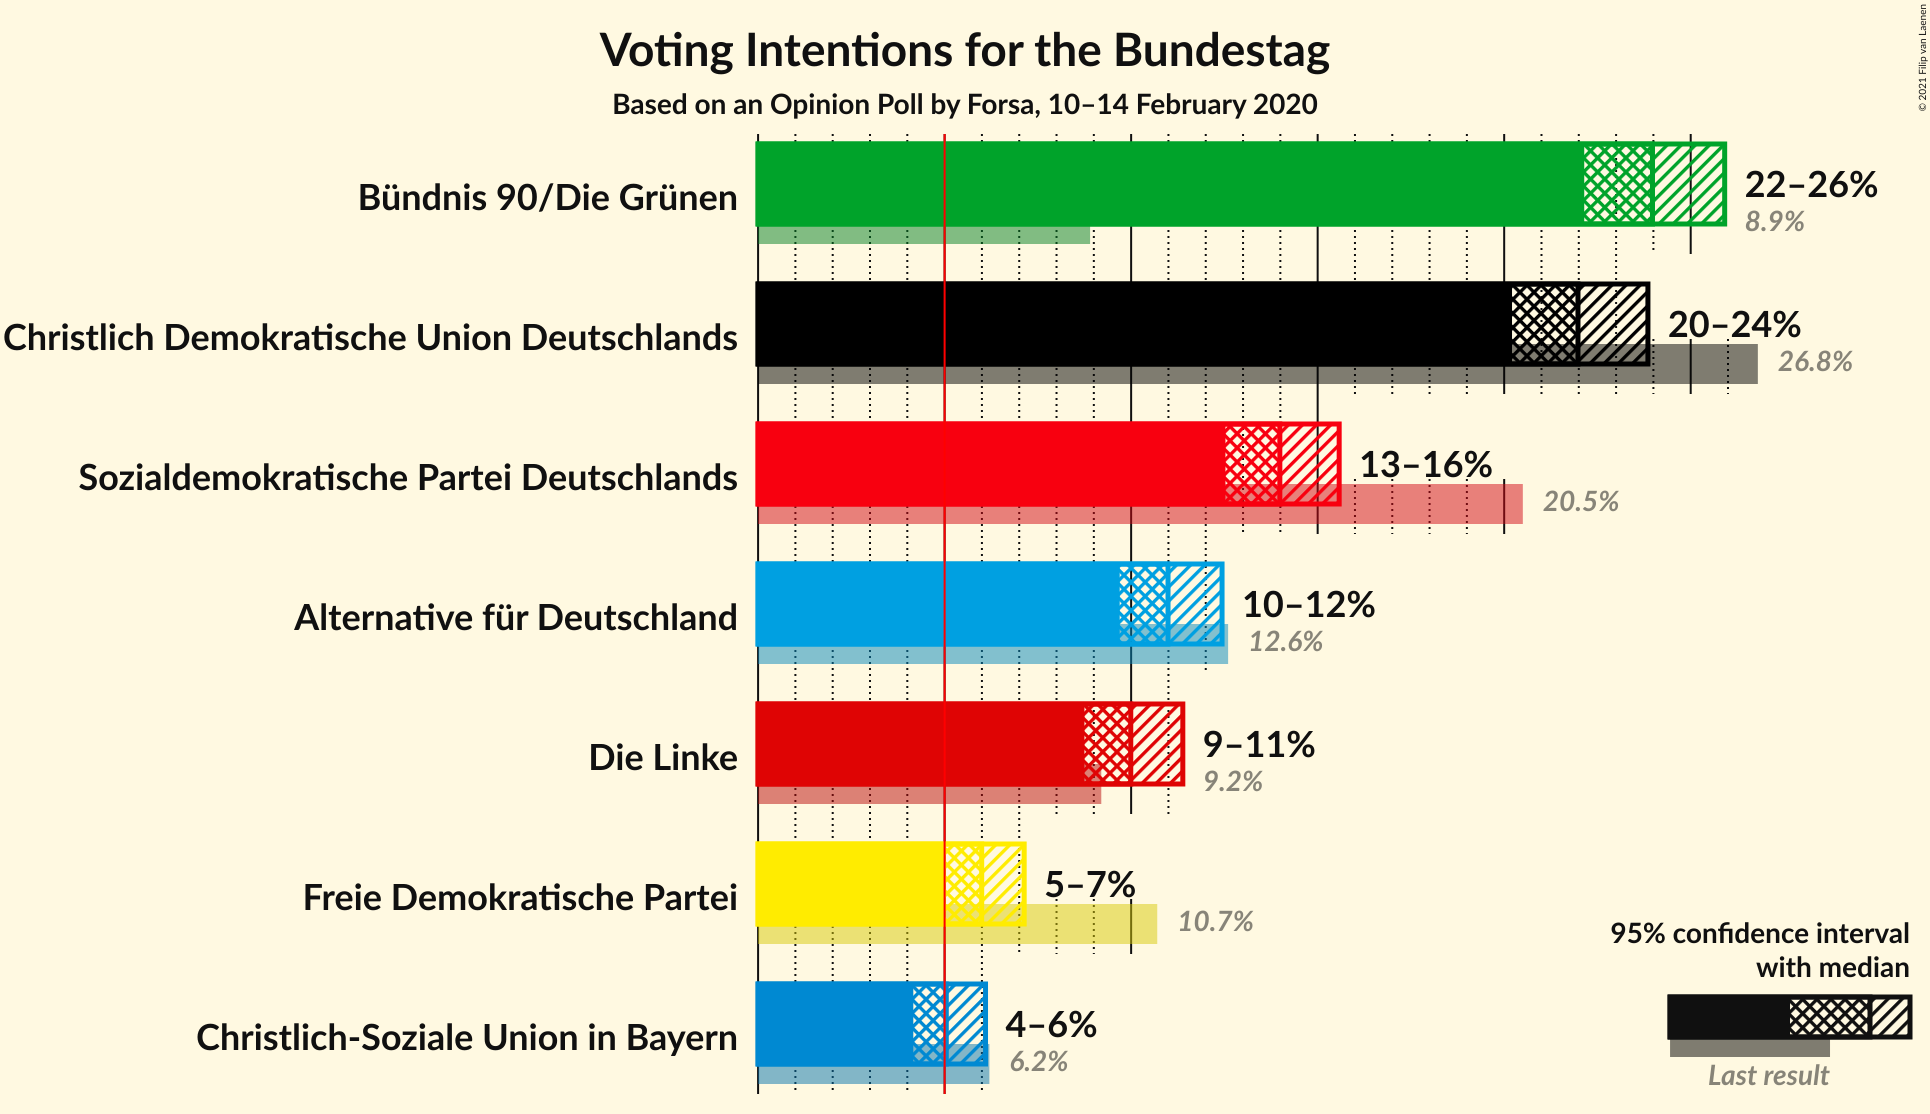 Voting Intentions for the Bundestag
Based on an Opinion Poll by Forsa, 10–14 February 2020
© 2021 Filip van Laenen
Bündnis 90/Die Grünen
22–26%
8.9%
Christlich Demokratische Union Deutschlands
20–24%
26.8%
Sozialdemokratische Partei Deutschlands
13–16%
20.5%
Alternative für Deutschland
10–12%
12.6%
Die Linke
9–11%
9.2%
Freie Demokratische Partei
5–7%
10.7%
Christlich-Soziale Union in Bayern
4–6%
6.2%
95% confidence interval
with median
Last result